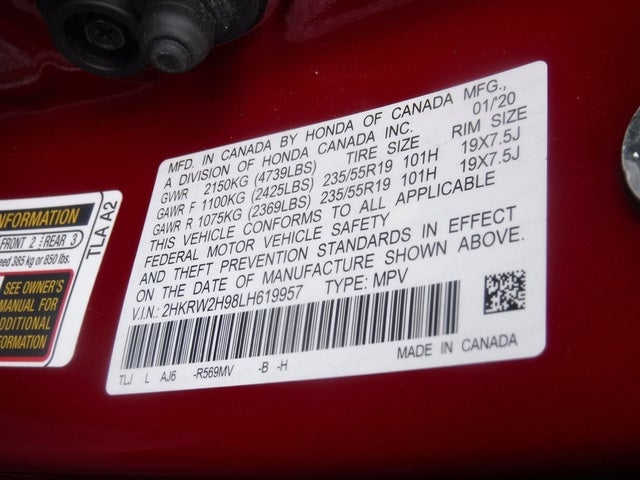 MFD. IN CANADA BY HONDA OF CANADA MFG.,
A DIVISION OF HONDA CANADA INC. 01/'20
GVWR 2150KG (4739LBS) TIRE SIZE RIM SIZE
GAWR F 1100KG (2425LBS) 235/55R19 101H 19X7.5J
GAWR R 1075KG (2369LBS) 235/55R19 101H 19X7.5J
THIS VEHICLE CONFORMS TO ALL APPLICABLE
FEDERAL MOTOR VEHICLE SAFETY
AND THEFT PREVENTION STANDARDS IN EFFECT
ON THE DATE OF MANUFACTURE SHOWN ABOVE.
V.I.N.: 2HKRW2H98LH619957 TYPE: MPV
TLJ L AJ6 -R569MV -B -H MADE IN CANADA
INFORMATION
FRONT 2 REAR 3
eed 385 kg or 850 lbs.
SEE OWNER'S
MANUAL FOR
ADDITIONAL
INFORMATION
TLA A2